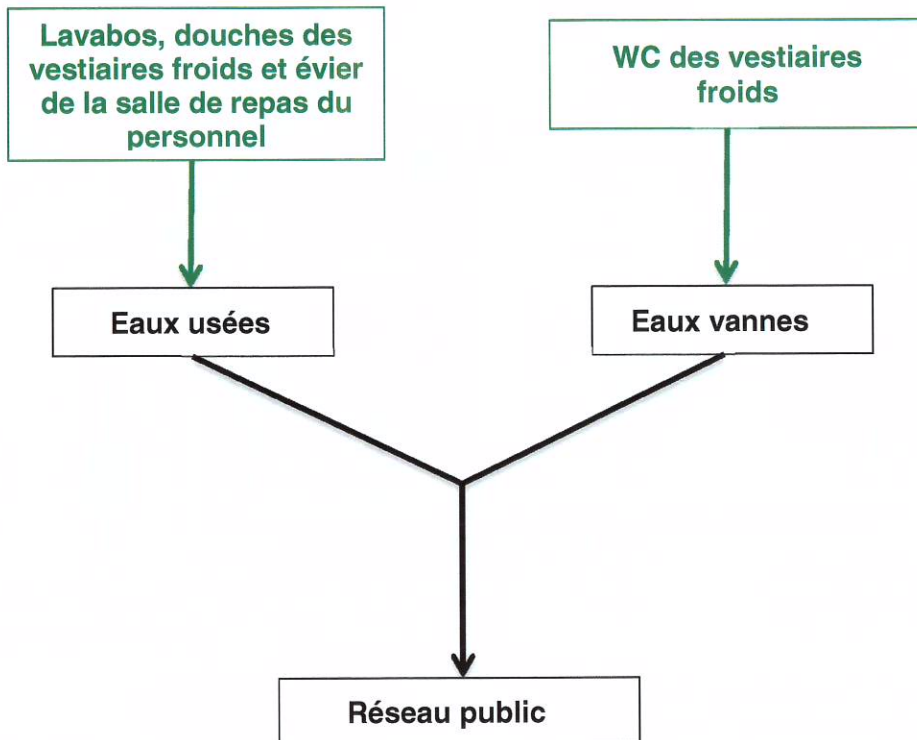 Lavabos, douches des
vestiaires froids et évier
de la salle de repas du
personnel
WC des vestiaires
froids
Eaux usées
Eaux vannes
Réseau public